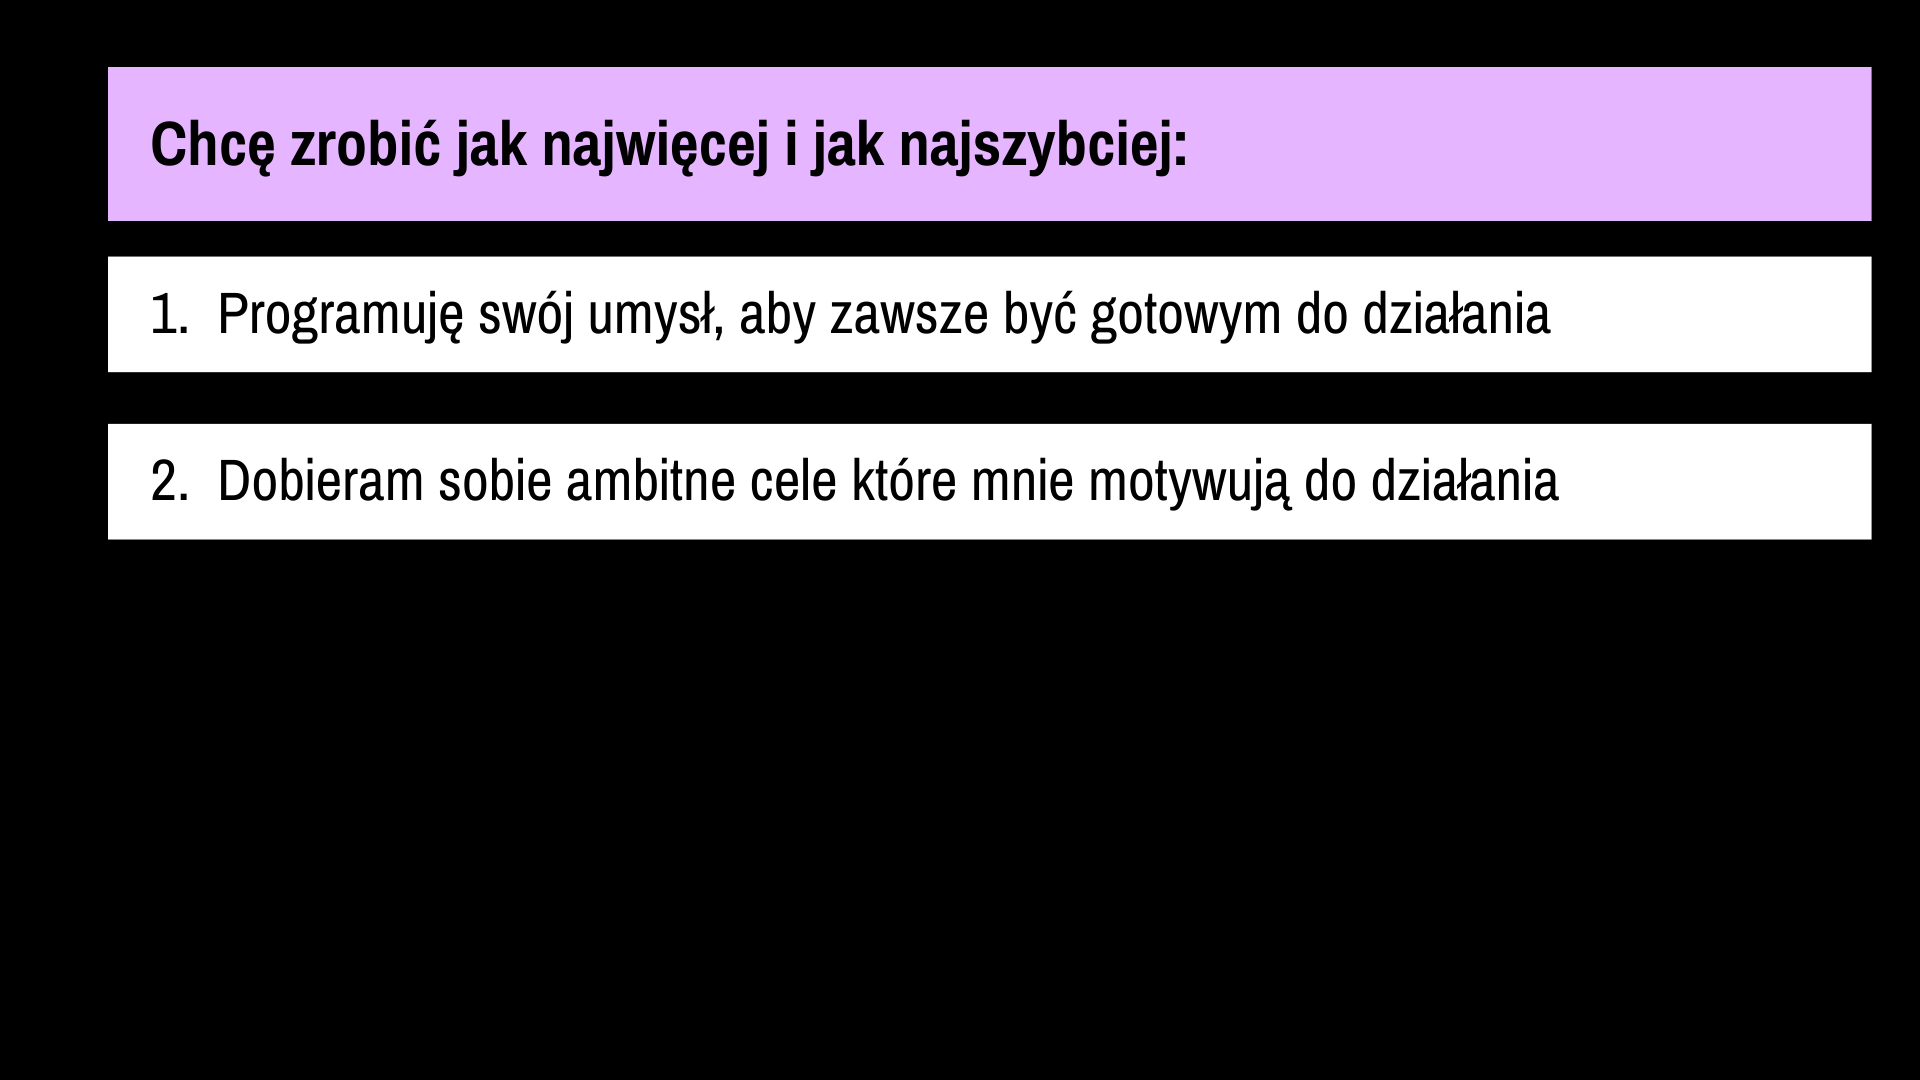 Chcę zrobić jak najwięcej i jak najszybciej:
1. Programuję swój umysł, aby zawsze być gotowym do działania
2. Dobieram sobie ambitne cele które mnie motywują do działania